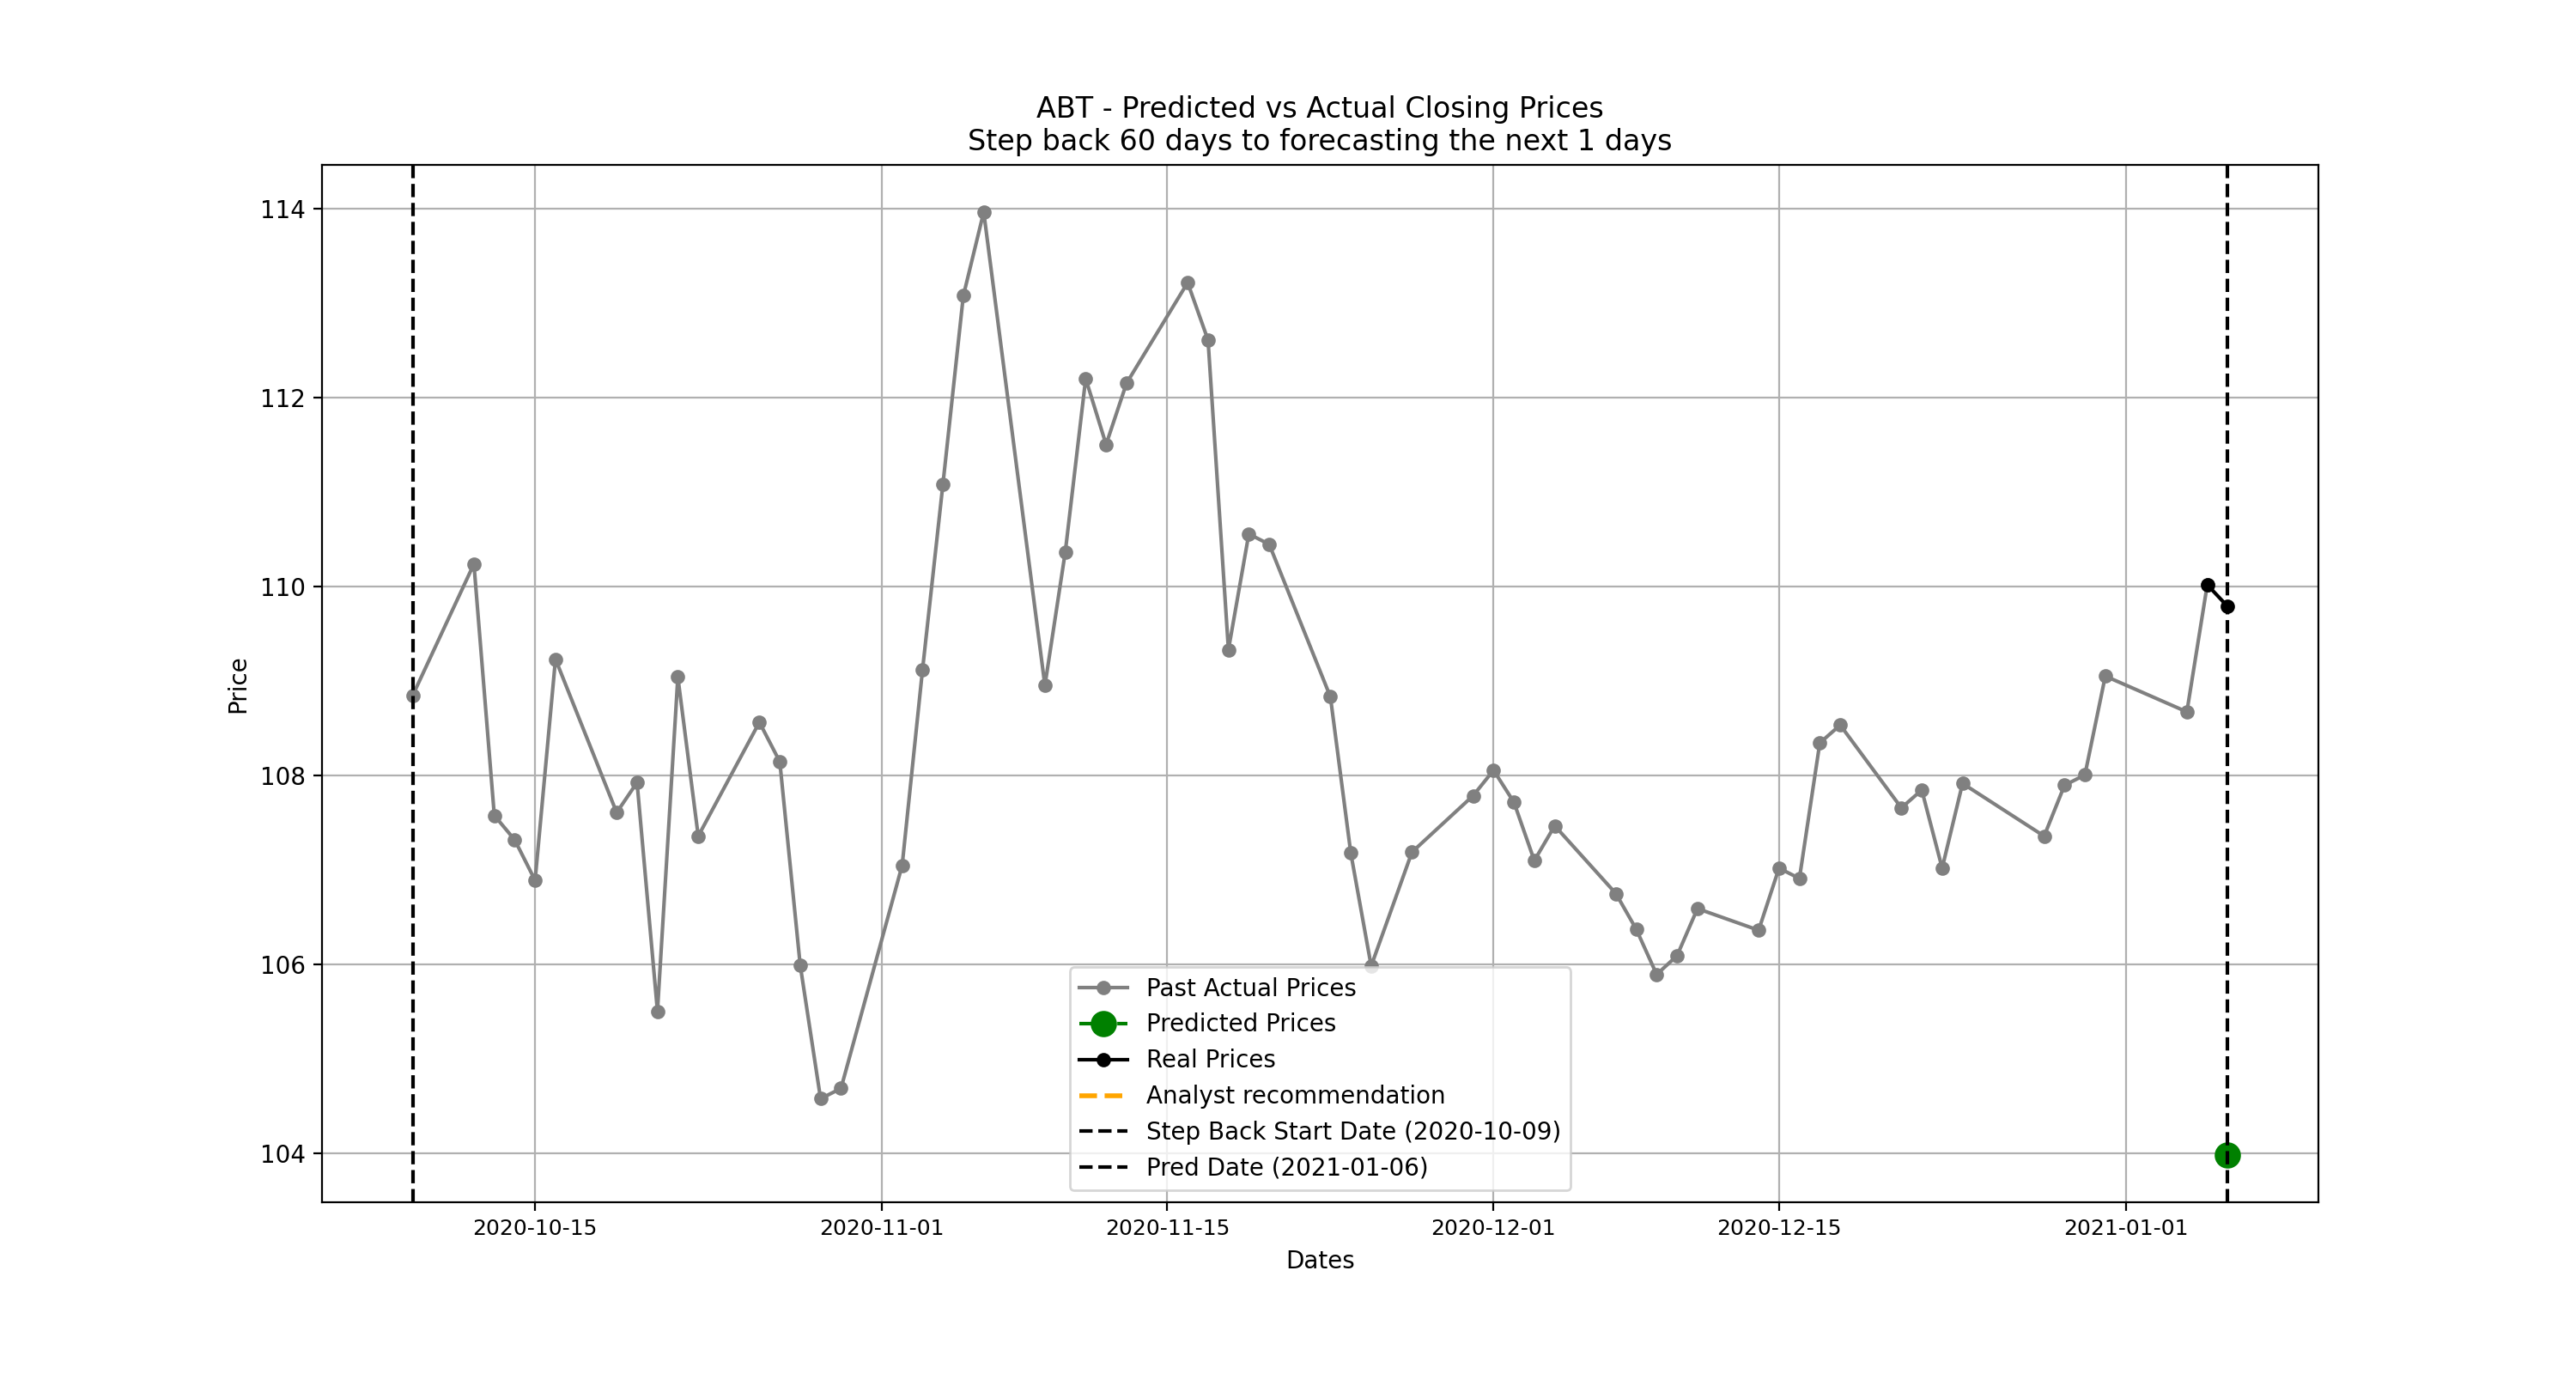 ABT - Predicted vs Actual Closing Prices
Step back 60 days to forecasting the next 1 days
114
112
110
108
106
104
Price
Past Actual Prices
Predicted Prices
Real Prices
Analyst recommendation
Step Back Start Date (2020-10-09)
Pred Date (2021-01-06)
2020-10-15
2020-11-01
2020-11-15
2020-12-01
2020-12-15
2021-01-01
Dates